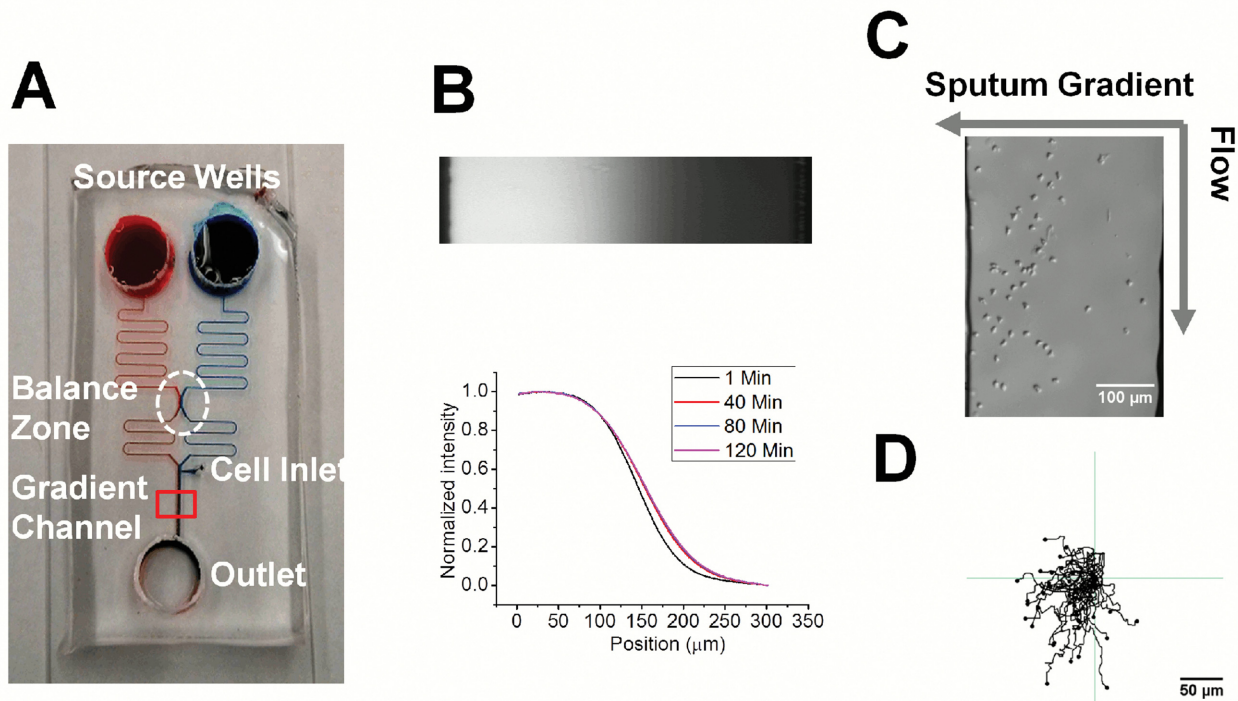 A
Source Wells
Balance
Zone
Cell Inlet
Gradient
Channel
Outlet
B
1 Min
40 Min
80 Min
120 Min
Normalized intensity
1.0
0.8
0.6
0.4
0.2
0.0
0 50 100 150 200 250 300 350
Position (μm)
C
Sputum Gradient
Flow
100 μm
D
50 μm